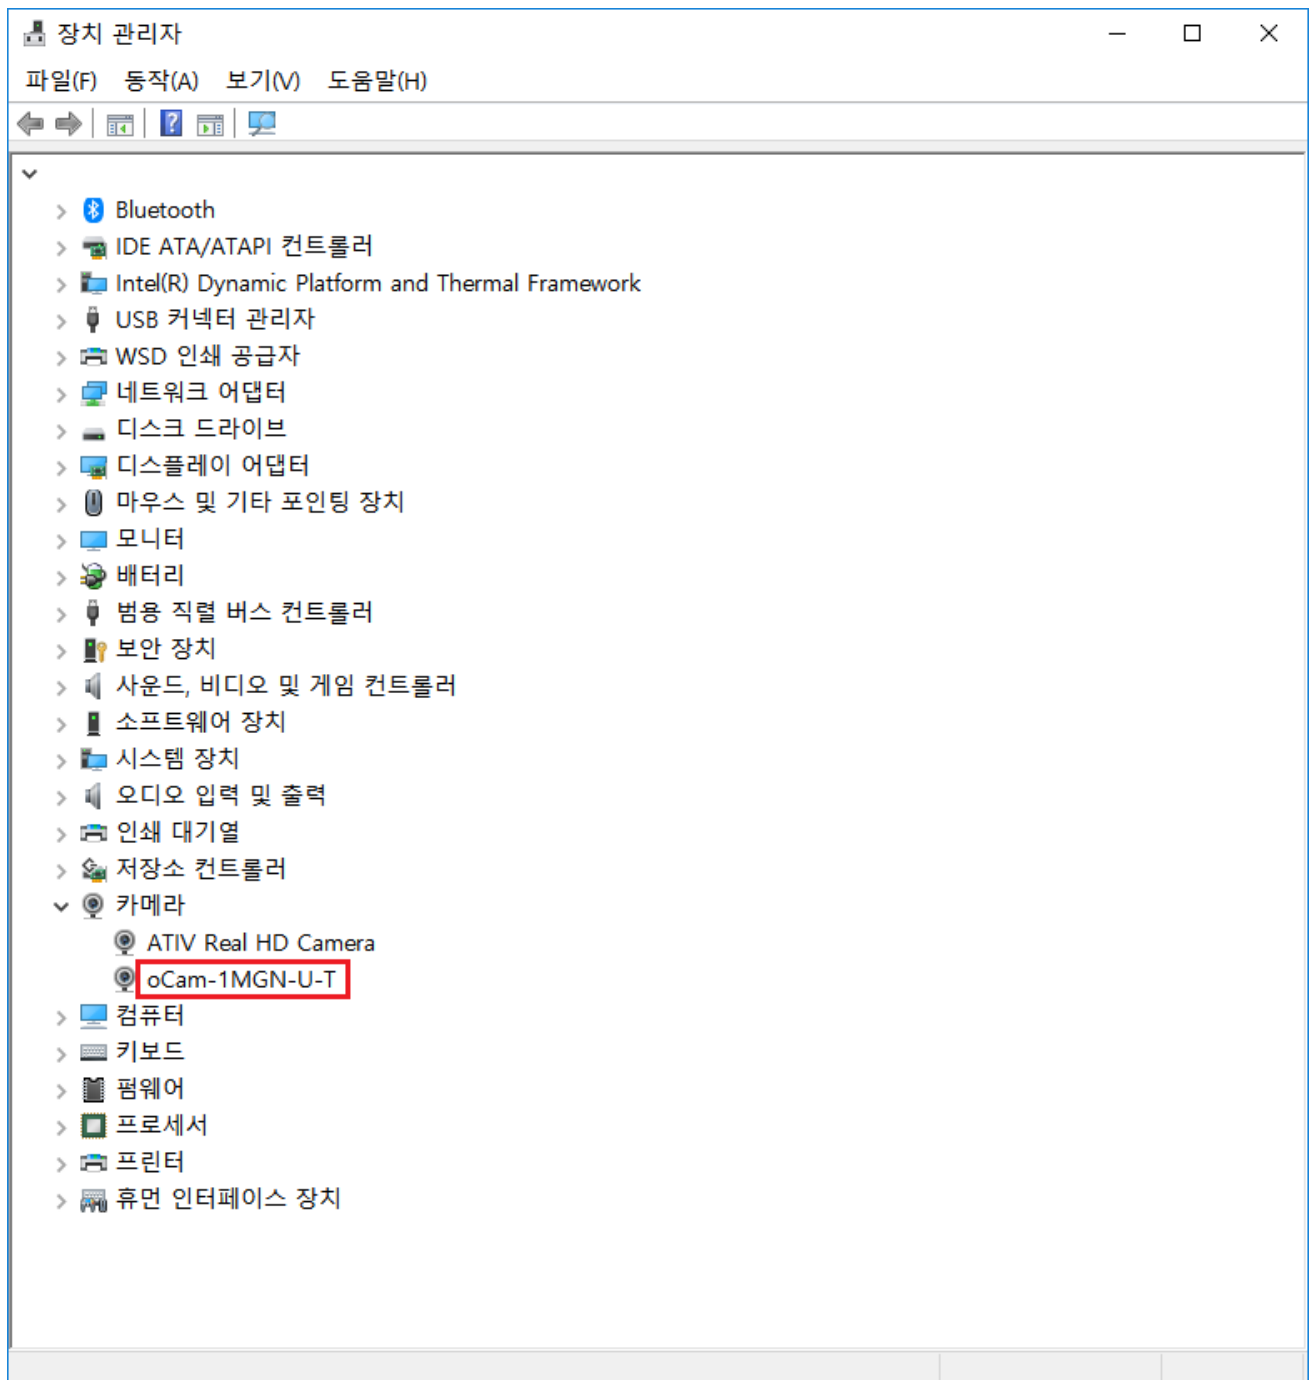 장치 관리자
파일(F) 동작(A) 보기(V) 도움말(H)
Bluetooth
IDE ATA/ATAPI 컨트롤러
Intel(R) Dynamic Platform and Thermal Framework
USB 커넥터 관리자
WSD 인쇄 공급자
네트워크 어댑터
디스크 드라이브
디스플레이 어댑터
마우스 및 기타 포인팅 장치
모니터
배터리
범용 직렬 버스 컨트롤러
보안 장치
사운드, 비디오 및 게임 컨트롤러
소프트웨어 장치
시스템 장치
오디오 입력 및 출력
인쇄 대기열
저장소 컨트롤러
카메라
ATIV Real HD Camera
oCam-1MGN-U-T
컴퓨터
키보드
펌웨어
프로세서
프린터
휴먼 인터페이스 장치